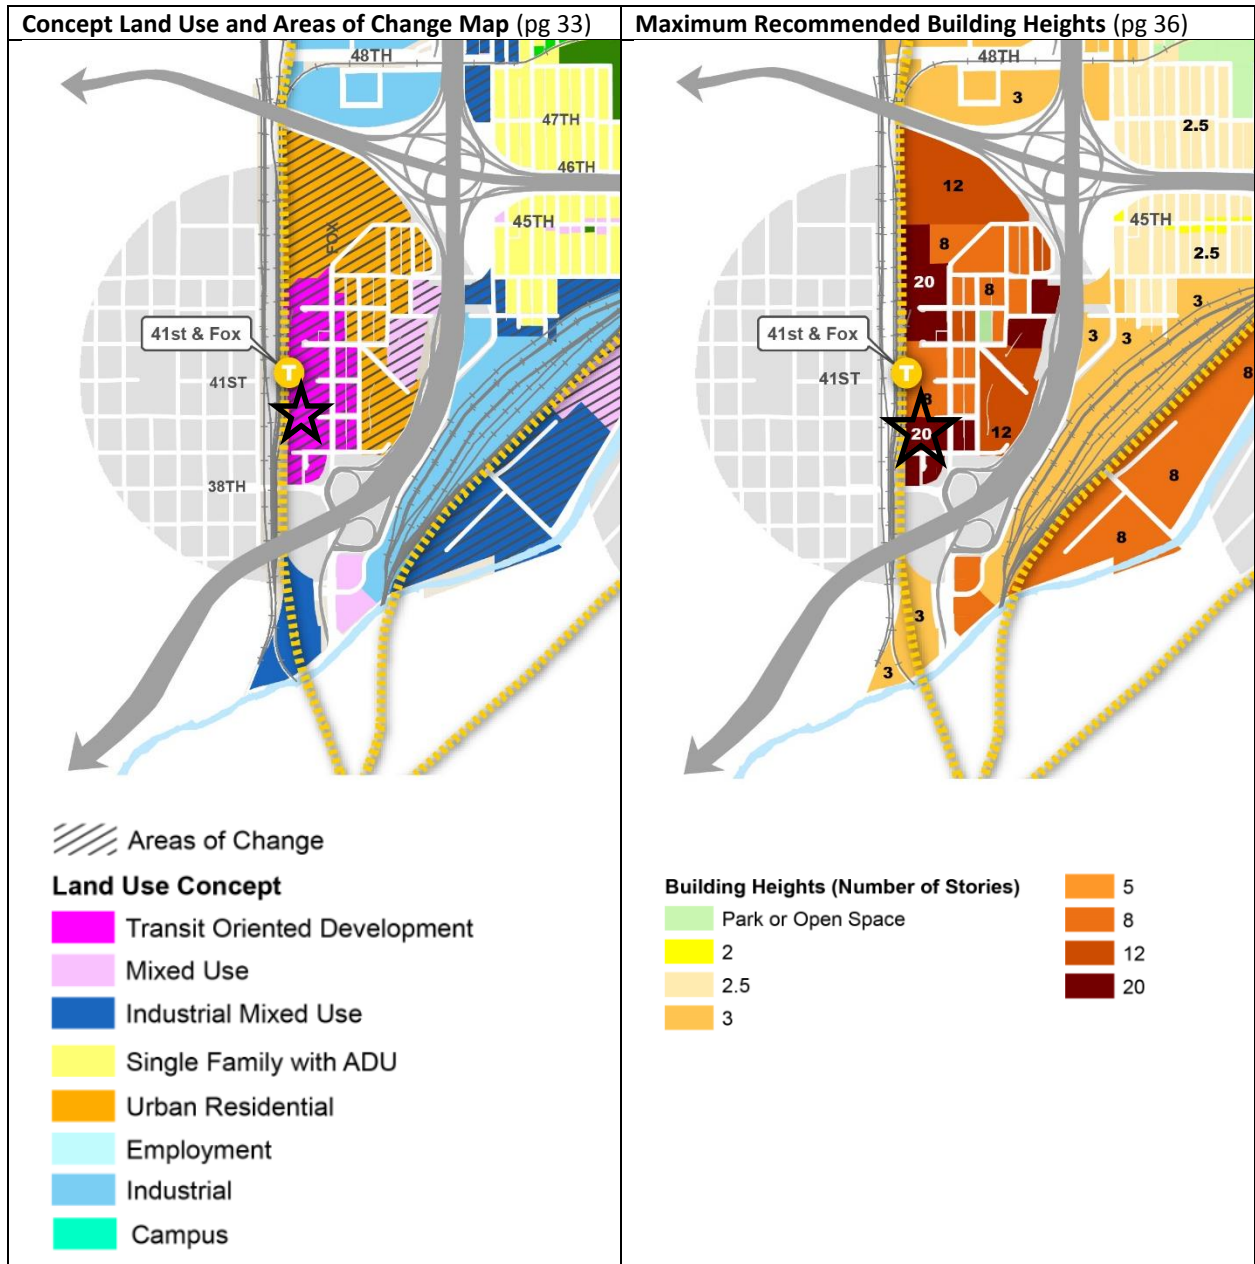 Concept Land Use and Areas of Change Map (pg 33)
48TH
47TH
46TH
45TH
FOX
41st & Fox
T
41ST
38TH
Areas of Change
Land Use Concept
Transit Oriented Development
Mixed Use
Industrial Mixed Use
Single Family with ADU
Urban Residential
Employment
Industrial
Campus
Maximum Recommended Building Heights (pg 36)
48TH
3
2.5
12
45TH
8
2.5
20
8
3
3
3
41st & Fox
T
41ST
8
8
20
12
8
8
3
3
Building Heights (Number of Stories)
Park or Open Space
2
2.5
3
5
8
12
20